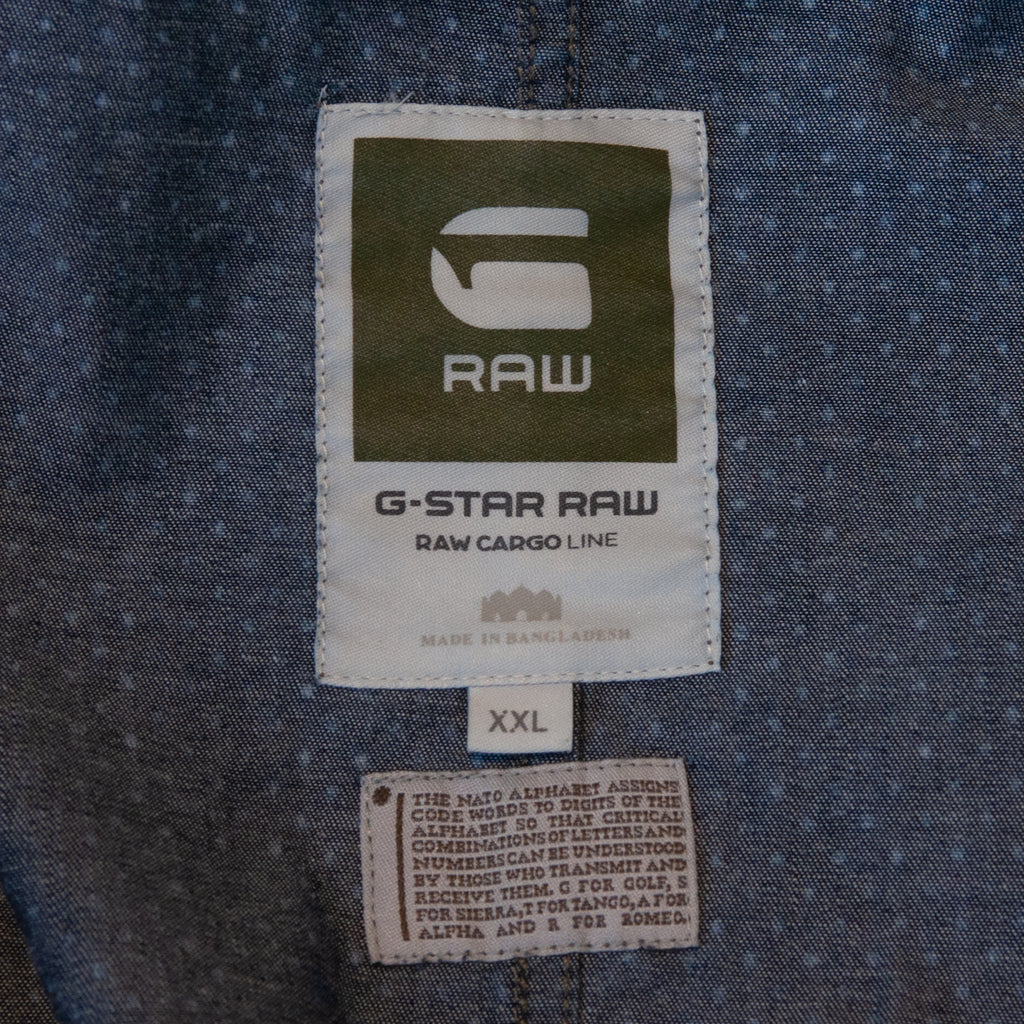 G
RAW
G-STAR RAW
RAW CARGO LINE
MADE IN BANGLADESH
XXL
* THE NATO ALPHABET ASSIGNS
CODE WORDS TO DIGITS OF THE
ALPHABET SO THAT CRITICAL
COMBINATIONS OF LETTERS AND
NUMBERS CAN BE UNDERSTOOD
BY THOSE WHO TRANSMIT AND
RECEIVE THEM. G FOR GOLF, S
FOR SIERRA, T FOR TANGO, A FOR
ALPHA AND R FOR ROMEO.